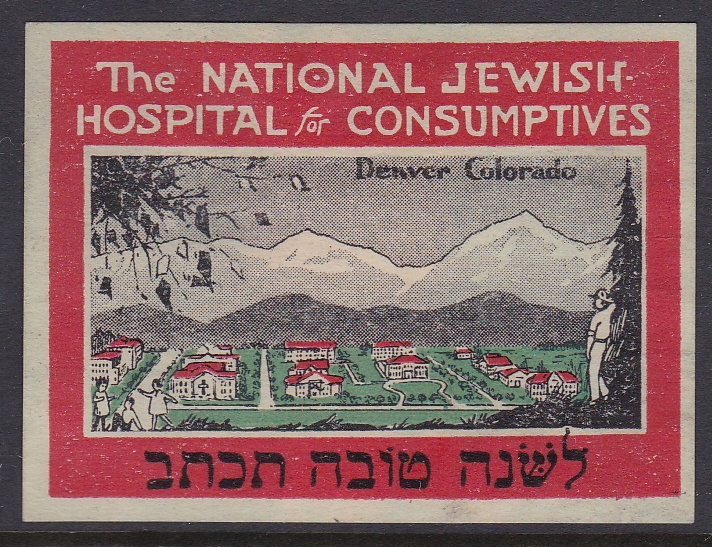 The NATIONAL JEWISH-
HOSPITAL for CONSUMPTIVES
Denver Colorado
לשנה טובה תכתב